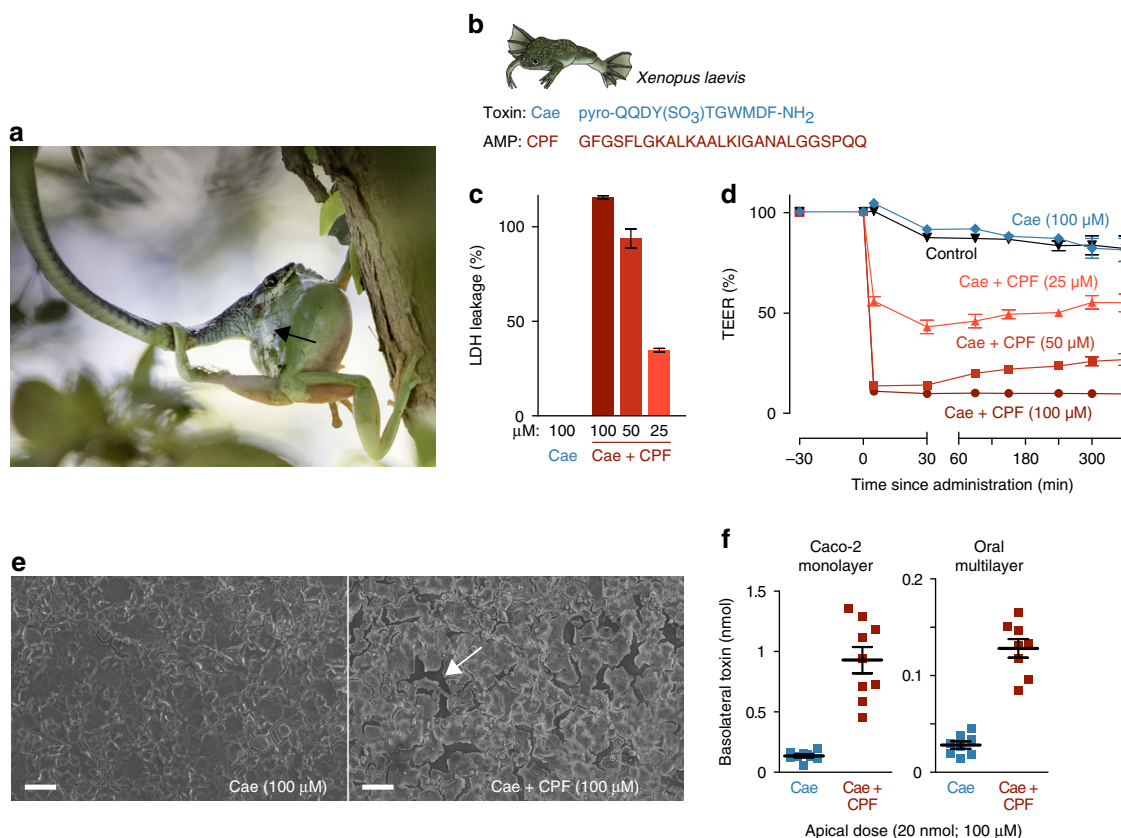 a
b
Xenopus laevis
Toxin: Cae pyro-QQDY(SO3)TGWMDF-NH2
AMP: CPF GFGSFLGKALKAALKIGANALGGSPQQ
c
LDH leakage (%)
100
50
0
μM: 100 100 50 25
Cae Cae + CPF
d
TEER (%)
100
50
0
Cae (100 μM)
Control
Cae + CPF (25 μM)
Cae + CPF (50 μM)
Cae + CPF (100 μM)
–30 0 30 60 180 300
Time since administration (min)
e
Cae (100 μM)
Cae + CPF (100 μM)
f
Caco-2
monolayer
Oral
multilayer
Basolateral toxin (nmol)
1.5
1
0.5
0
0.2
0.1
0
Cae
Cae +
CPF
Cae
Cae +
CPF
Apical dose (20 nmol; 100 μM)